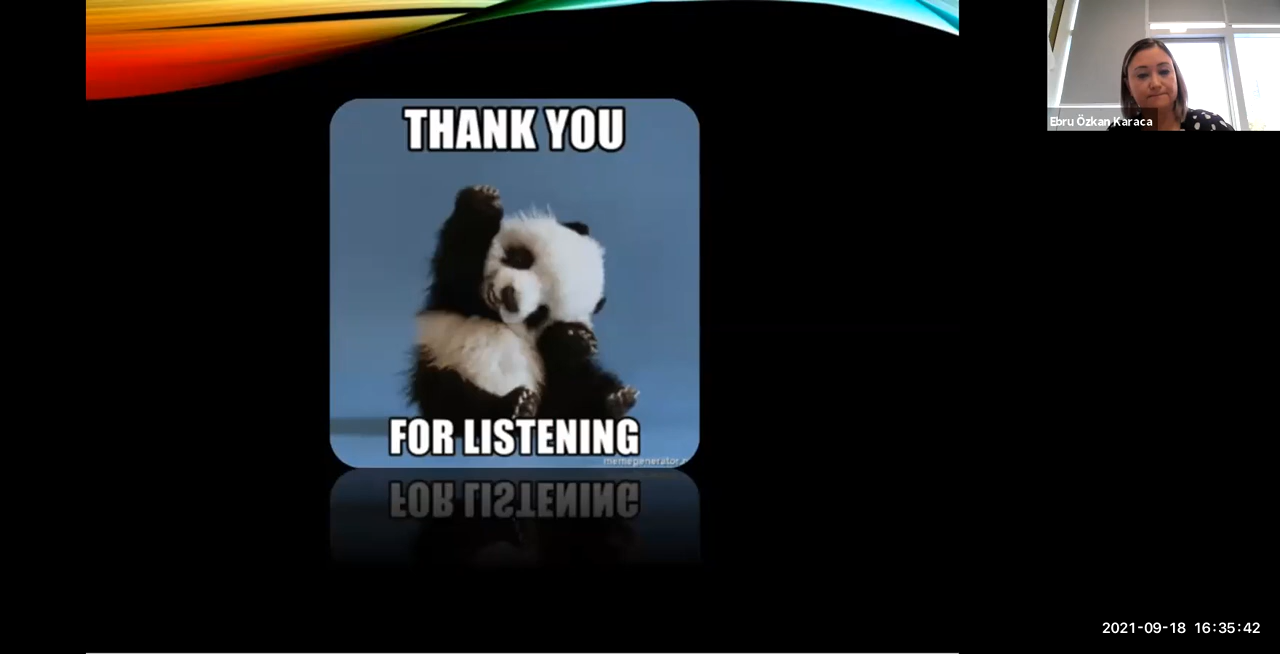 THANK YOU
FOR LISTENING
Ebru Özkan Karaca
2021-09-18 16:35:42